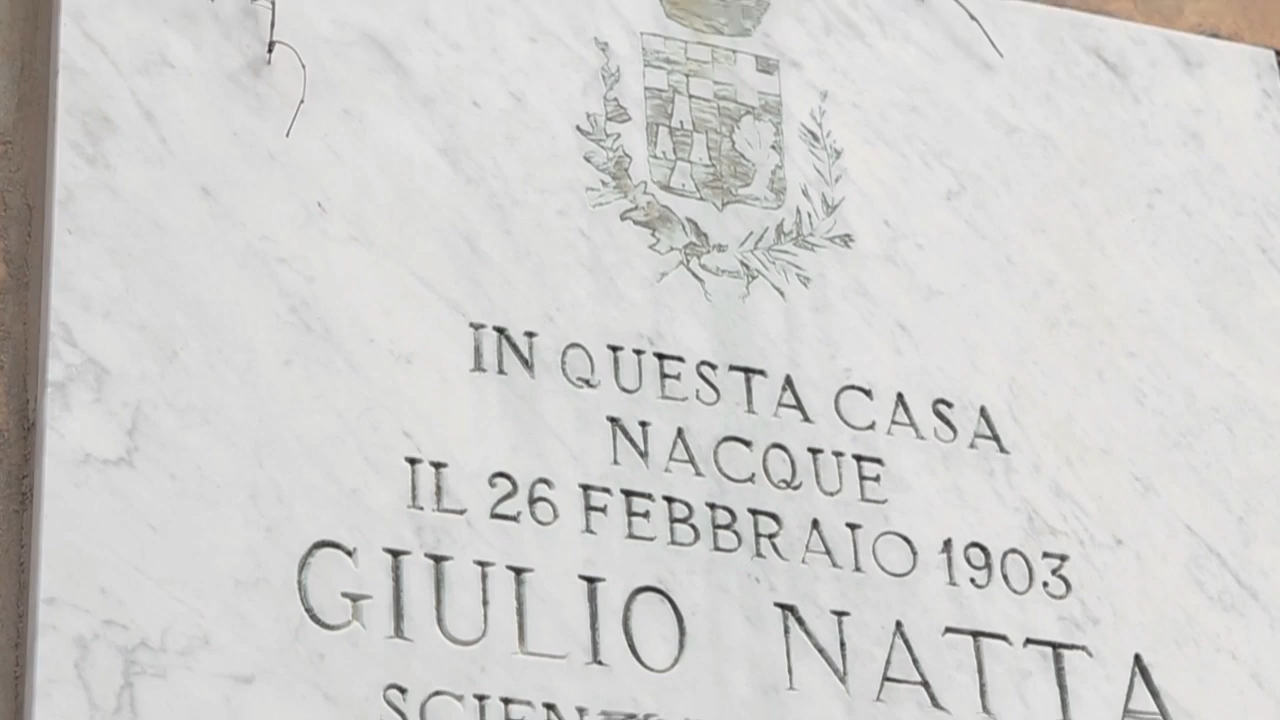 IN QUESTA CASA
NACQUE
IL 26 FEBBRAIO 1903
GIULIO NATTA